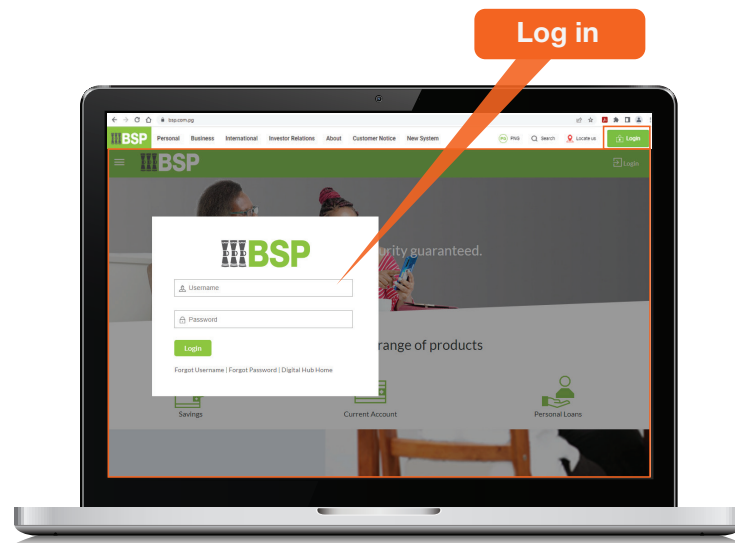 Log in
bsp.com.pg
BSP Personal Business International Investor Relations About Customer Notice New System PNG Search Locate us Login
BSP Login
urity guaranteed.
BSP
Username
Password
Login
range of products
Forgot Username | Forgot Password | Digital Hub Home
Savings Current Account Personal Loans